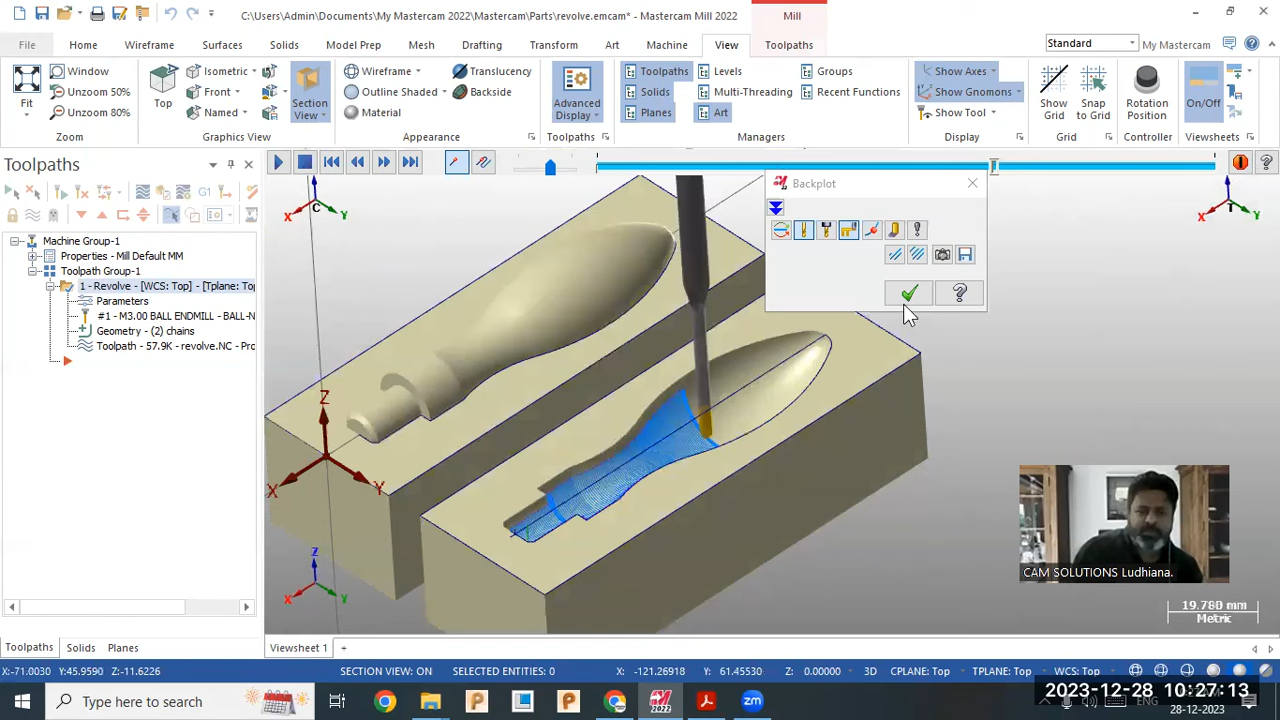 C:\Users\Admin\Documents\My Mastercam 2022\Mastercam\Parts\revolve.emcam* - Mastercam Mill 2022
Mill
File
Home
Wireframe
Surfaces
Solids
Model Prep
Mesh
Drafting
Transform
Art
Machine
View
Toolpaths
Standard
My Mastercam
Fit
Window
Unzoom 50%
Unzoom 80%
Zoom
Top
Isometric
Front
Named
Section
View
Graphics View
Wireframe
Outline Shaded
Material
Translucency
Backside
Appearance
Advanced
Display
Toolpaths
Toolpaths
Solids
Planes
Levels
Multi-Threading
Art
Groups
Recent Functions
Managers
Show Axes
Show Gnomons
Show Tool
Display
Show
Grid
Snap
to Grid
Grid
Rotation
Position
Controller
On/Off
Viewsheets
Toolpaths
G1
Machine Group-1
Properties - Mill Default MM
Toolpath Group-1
1 - Revolve - [WCS: Top] - [Tplane: Top
Parameters
#1 - M3.00 BALL ENDMILL - BALL-N
Geometry - (2) chains
Toolpath - 57.9K - revolve.NC - Pro
Toolpaths
Solids
Planes
X
C
Y
X
T
Y
Z
X
Y
Z
X
Y
Backplot
CAM SOLUTIONS Ludhiana.
19.780 mm
Metric
Viewsheet 1
X:-71.0030 Y:45.9590 Z:-11.6226
SECTION VIEW: ON
SELECTED ENTITIES: 0
X: -121.26918
Y: 61.45530
Z: 0.00000
3D
CPLANE: Top
TPLANE: Top
WCS: Top
Type here to search
2022
ENG
2023-12-28 10:27:13
28-12-2023